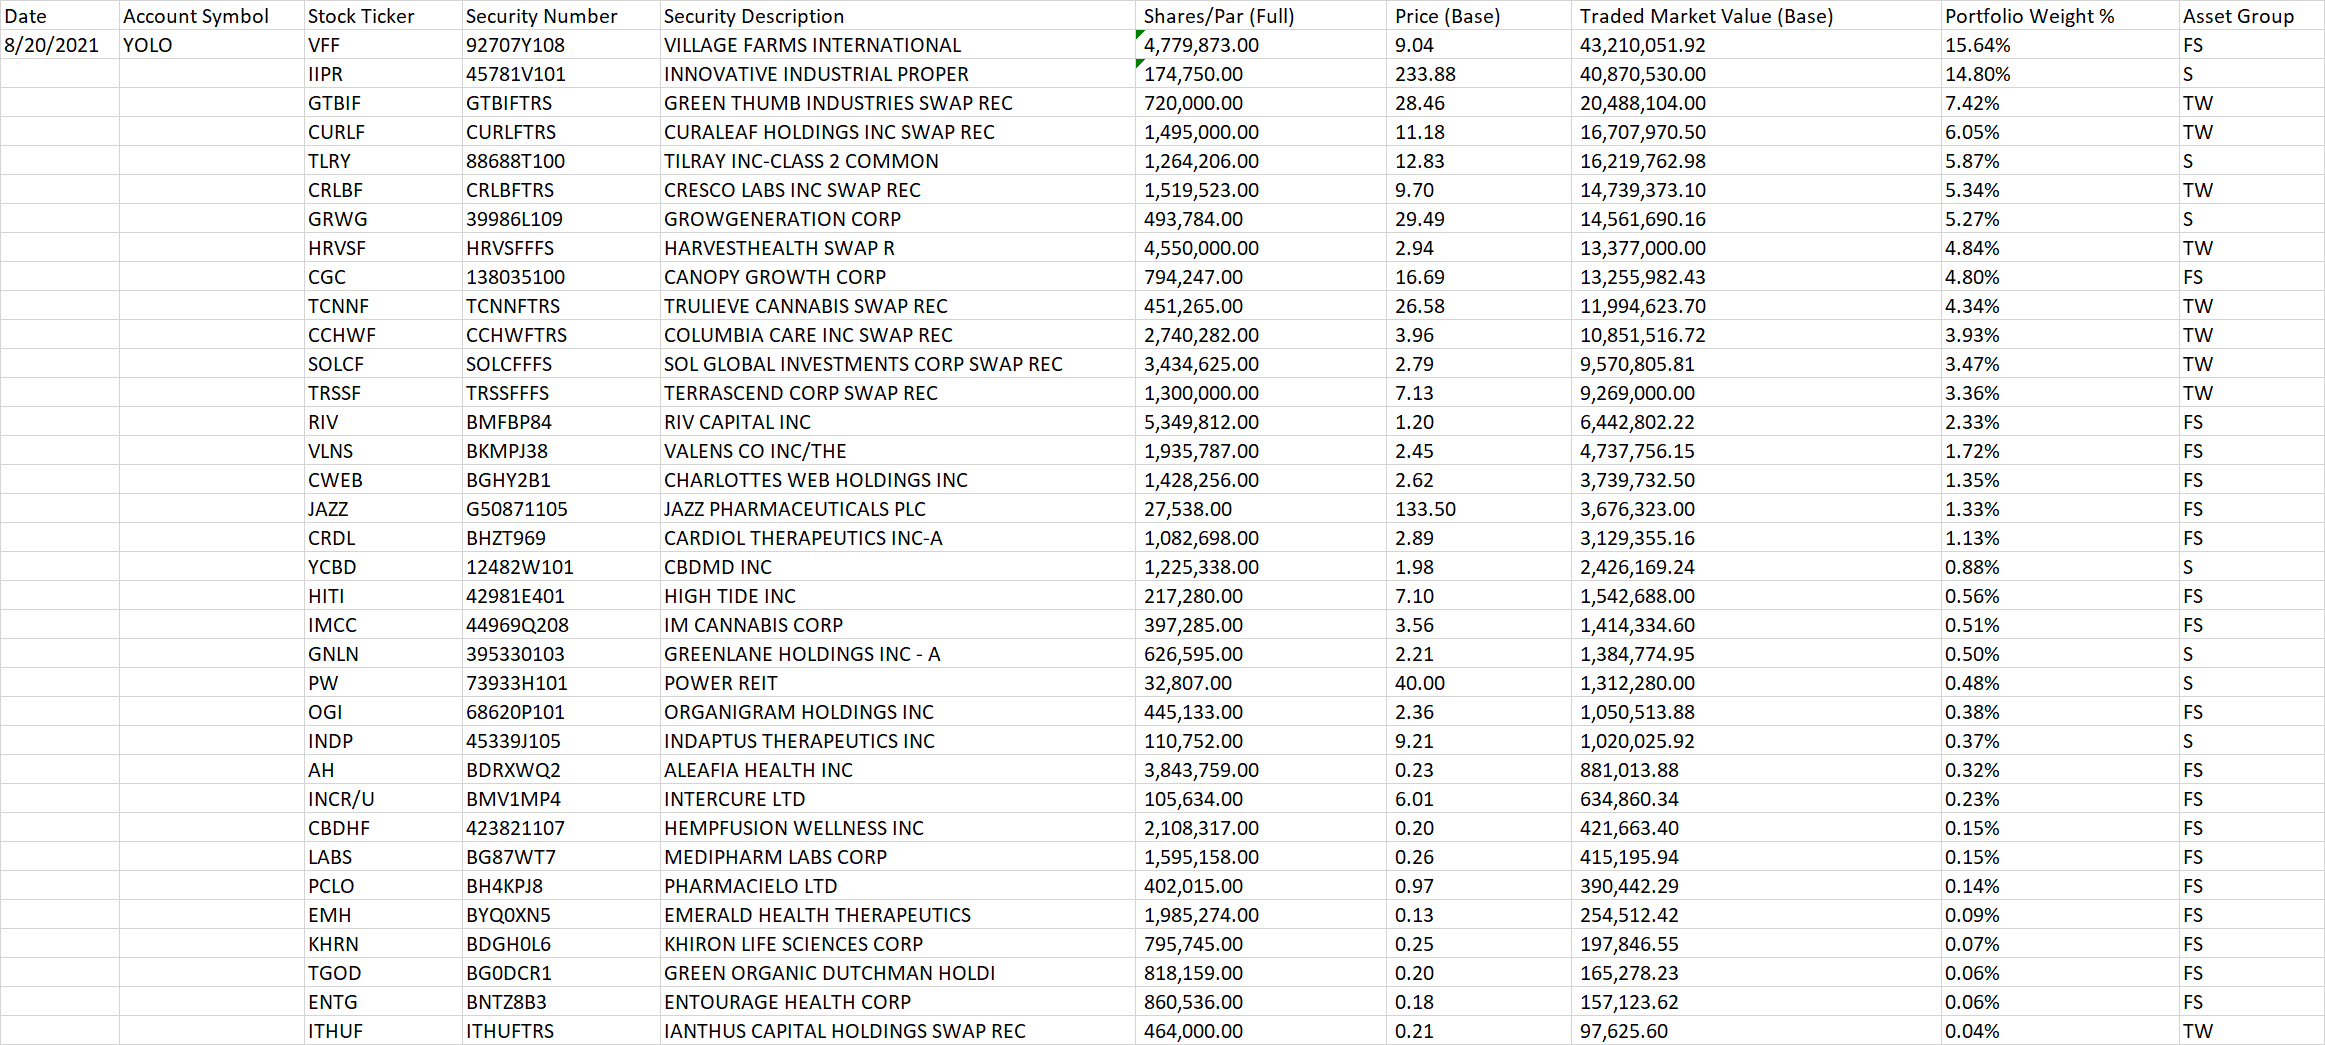 Date Account Symbol Stock Ticker Security Number Security Description Shares/Par (Full) Price (Base) Traded Market Value (Base) Portfolio Weight % Asset Group
8/20/2021 YOLO VFF 92707Y108 VILLAGE FARMS INTERNATIONAL 4,779,873.00 9.04 43,210,051.92 15.64% FS
IIPR 45781V101 INNOVATIVE INDUSTRIAL PROPER 174,750.00 233.88 40,870,530.00 14.80% S
GTBIF GTBIFTRS GREEN THUMB INDUSTRIES SWAP REC 720,000.00 28.46 20,488,104.00 7.42% TW
CURLF CURLFTRS CURALEAF HOLDINGS INC SWAP REC 1,495,000.00 11.18 16,707,970.50 6.05% TW
TLRY 88688T100 TILRAY INC-CLASS 2 COMMON 1,264,206.00 12.83 16,219,762.98 5.87% S
CRLBF CRLBFTRS CRESCO LABS INC SWAP REC 1,519,523.00 9.70 14,739,373.10 5.34% TW
GRWG 39986L109 GROWGENERATION CORP 493,784.00 29.49 14,561,690.16 5.27% S
HRVSF HRVSFFFS HARVESTHEALTH SWAP R 4,550,000.00 2.94 13,377,000.00 4.84% TW
CGC 138035100 CANOPY GROWTH CORP 794,247.00 16.69 13,255,982.43 4.80% FS
TCNNF TCNNFTRS TRULIEVE CANNABIS SWAP REC 451,265.00 26.58 11,994,623.70 4.34% TW
CCHWF CCHWFTRS COLUMBIA CARE INC SWAP REC 2,740,282.00 3.96 10,851,516.72 3.93% TW
SOLCF SOLCFFFS SOL GLOBAL INVESTMENTS CORP SWAP REC 3,434,625.00 2.79 9,570,805.81 3.47% TW
TRSSF TRSSFFFS TERRASCEND CORP SWAP REC 1,300,000.00 7.13 9,269,000.00 3.36% TW
RIV BMFBP84 RIV CAPITAL INC 5,349,812.00 1.20 6,442,802.22 2.33% FS
VLNS BKMPJ38 VALENS CO INC/THE 1,935,787.00 2.45 4,737,756.15 1.72% FS
CWEB BGHY2B1 CHARLOTTES WEB HOLDINGS INC 1,428,256.00 2.62 3,739,732.50 1.35% FS
JAZZ G50871105 JAZZ PHARMACEUTICALS PLC 27,538.00 133.50 3,676,323.00 1.33% FS
CRDL BHZT969 CARDIOL THERAPEUTICS INC-A 1,082,698.00 2.89 3,129,355.16 1.13% FS
YCBD 12482W101 CBDMD INC 1,225,338.00 1.98 2,426,169.24 0.88% S
HITI 42981E401 HIGH TIDE INC 217,280.00 7.10 1,542,688.00 0.56% FS
IMCC 44969Q208 IM CANNABIS CORP 397,285.00 3.56 1,414,334.60 0.51% FS
GNLN 395330103 GREENLANE HOLDINGS INC - A 626,595.00 2.21 1,384,774.95 0.50% S
PW 73933H101 POWER REIT 32,807.00 40.00 1,312,280.00 0.48% S
OGI 68620P101 ORGANIGRAM HOLDINGS INC 445,133.00 2.36 1,050,513.88 0.38% FS
INDP 45339J105 INDAPTUS THERAPEUTICS INC 110,752.00 9.21 1,020,025.92 0.37% S
AH BDRXWQ2 ALEAFIA HEALTH INC 3,843,759.00 0.23 881,013.88 0.32% FS
INCR/U BMV1MP4 INTERCURE LTD 105,634.00 6.01 634,860.34 0.23% FS
CBDHF 423821107 HEMPFUSION WELLNESS INC 2,108,317.00 0.20 421,663.40 0.15% FS
LABS BG87WT7 MEDIPHARM LABS CORP 1,595,158.00 0.26 415,195.94 0.15% FS
PCLO BH4KPJ8 PHARMACIELO LTD 402,015.00 0.97 390,442.29 0.14% FS
EMH BYQ0XN5 EMERALD HEALTH THERAPEUTICS 1,985,274.00 0.13 254,512.42 0.09% FS
KHRN BDGH0L6 KHIRON LIFE SCIENCES CORP 795,745.00 0.25 197,846.55 0.07% FS
TGOD BG0DCR1 GREEN ORGANIC DUTCHMAN HOLDI 818,159.00 0.20 165,278.23 0.06% FS
ENTG BNTZ8B3 ENTOURAGE HEALTH CORP 860,536.00 0.18 157,123.62 0.06% FS
ITHUF ITHUFTRS IANTHUS CAPITAL HOLDINGS SWAP REC 464,000.00 0.21 97,625.60 0.04% TW